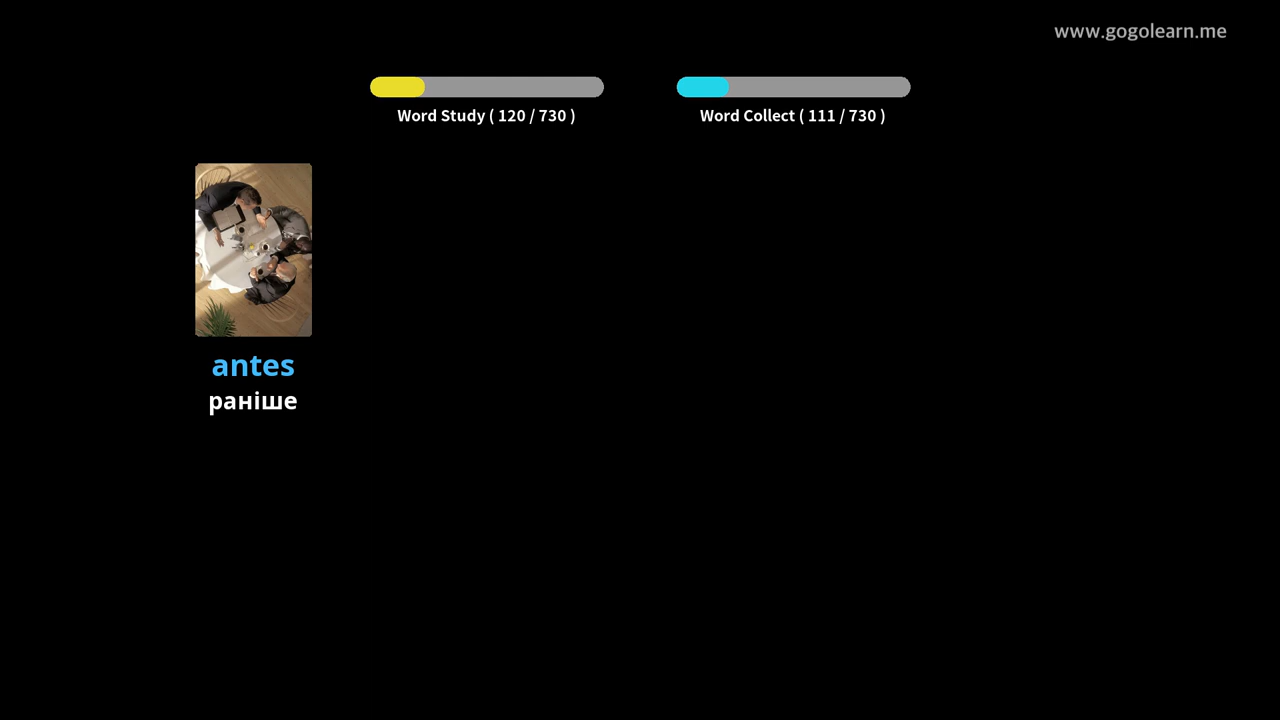 www.gogolearn.me
Word Study ( 120 / 730 )
Word Collect ( 111 / 730 )
antes
раніше